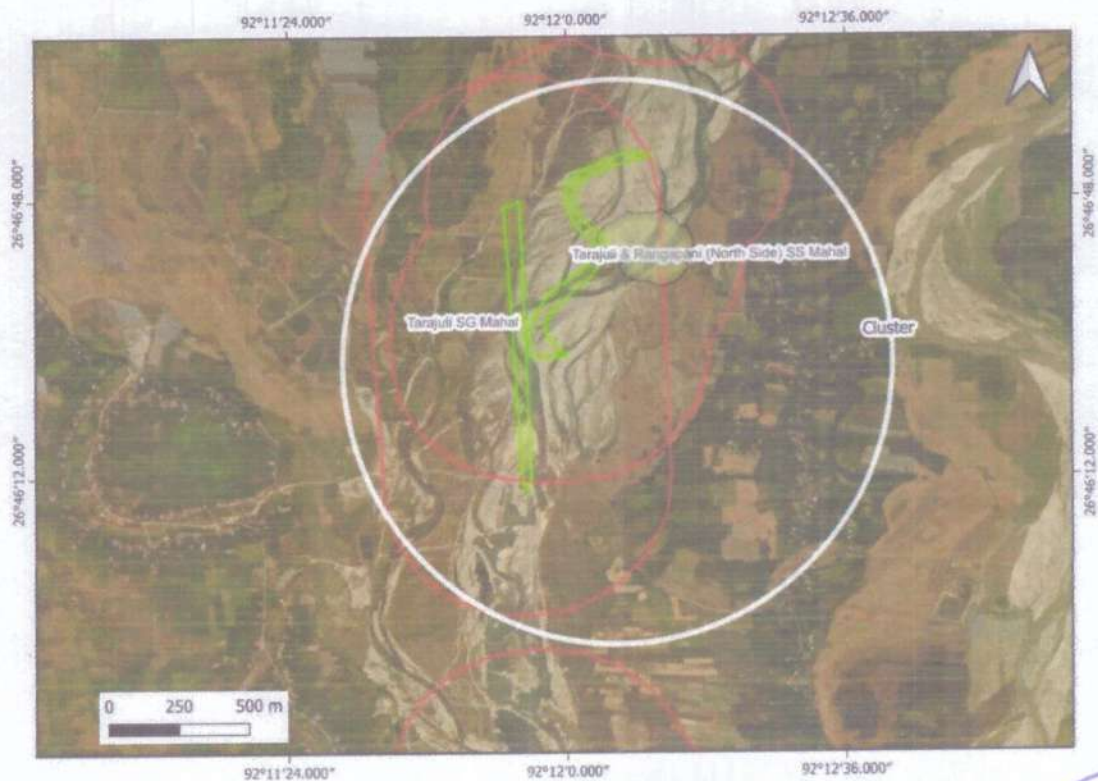 92°11'24.000" 92°12'0.000" 92°12'36.000"
26°46'48.000" 26°46'48.000"
Tarajuli & Rangapani (North Side) SS Mahal
Tarajuli SG Mahal
Cluster
26°46'12.000" 26°46'12.000"
0 250 500 m
92°11'24.000" 92°12'0.000" 92°12'36.000"